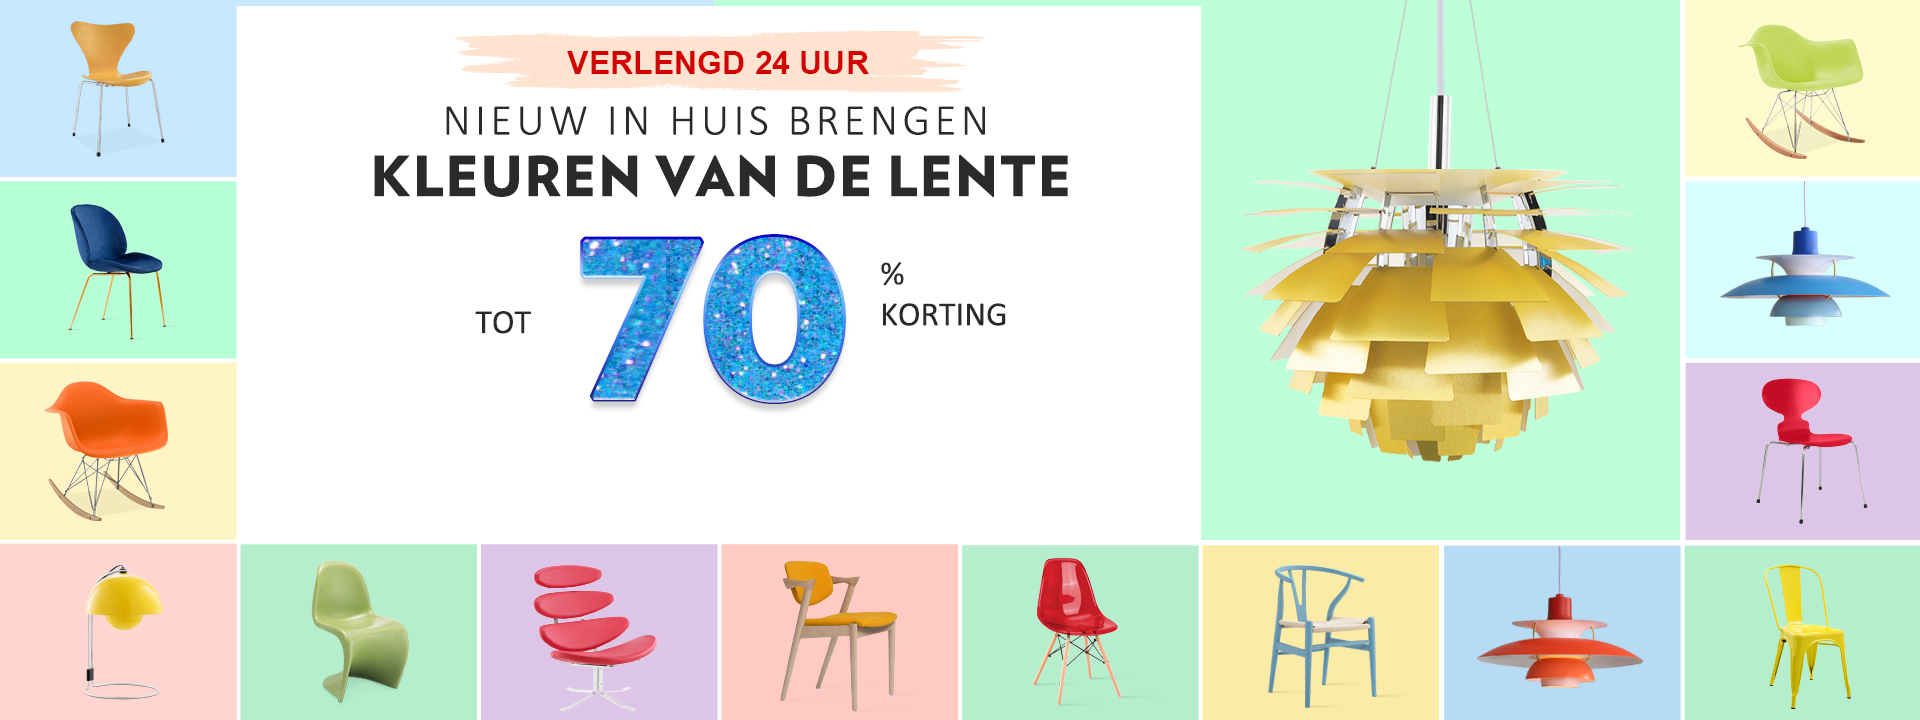 VERLENGD 24 UUR
NIEUW IN HUIS BRENGEN
KLEUREN VAN DE LENTE
TOT 70 %
KORTING